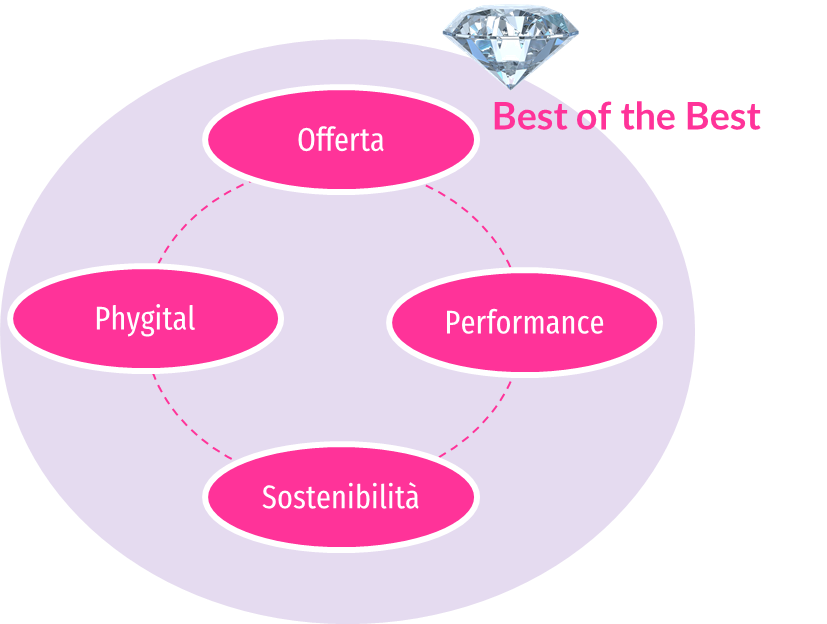 Best of the Best
Offerta
Phygital
Performance
Sostenibilità